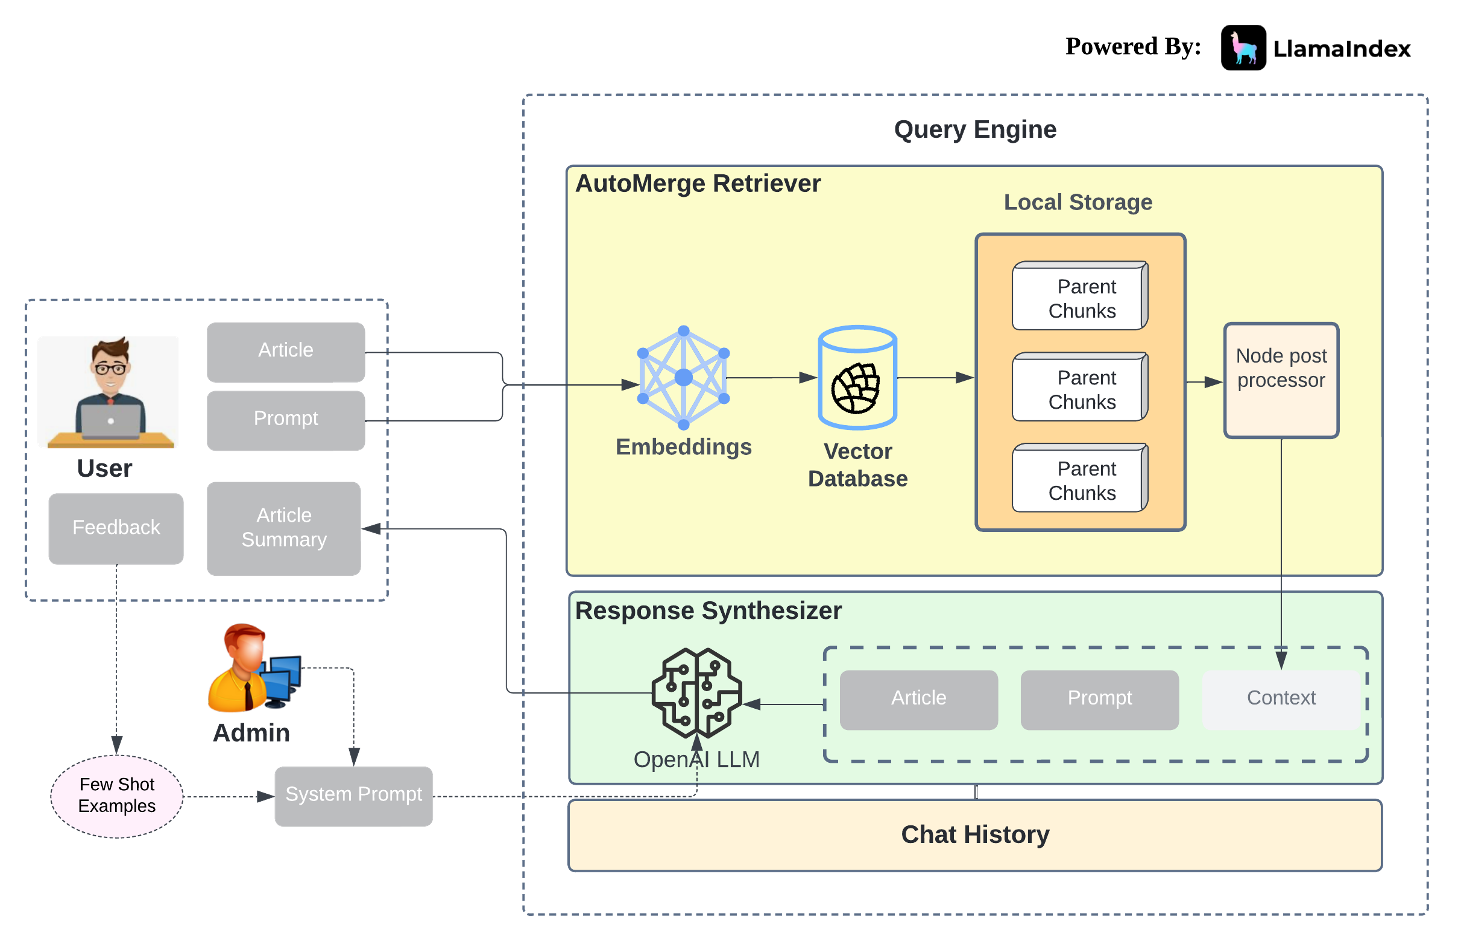 Powered By:
LlamaIndex
Query Engine
AutoMerge Retriever
Local Storage
Parent
Chunks
Parent
Chunks
Parent
Chunks
Node post
processor
Embeddings
Vector
Database
Article
Prompt
User
Feedback
Article
Summary
Admin
Few Shot
Examples
System Prompt
Response Synthesizer
OpenAI LLM
Article
Prompt
Context
Chat History